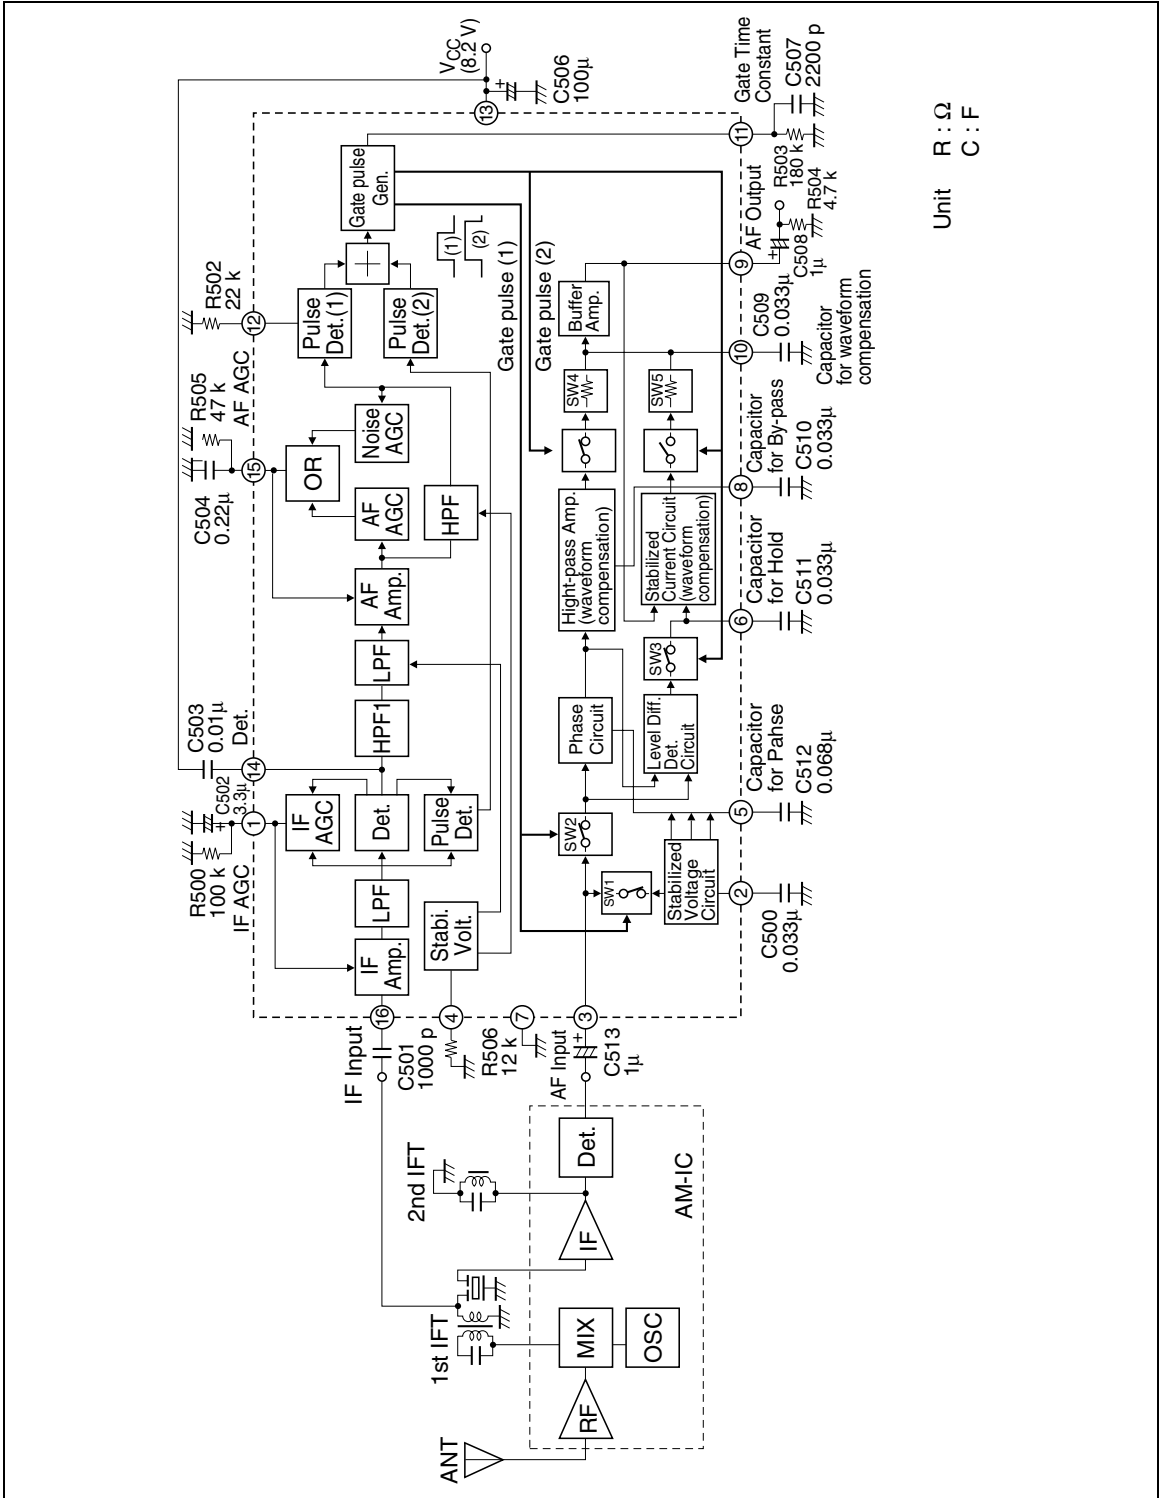 ANT
RF
MIX
OSC
1st IFT
2nd IFT
IF
Det.
AM-IC
IF Input
C501
1000 p
16
4
R506
12 k
7
AF Input
3
C513
1µ
R500
100 k
IF AGC
1
C502
3.3µ
C503
0.01µ
Det.
14
IF
Amp.
LPF
IF
AGC
Det.
Pulse
Det.
Stabi.
Volt.
HPF1
LPF
AF
Amp.
AF
AGC
HPF
OR
Noise
AGC
C504
0.22µ
R505
47 k
AF AGC
15
R502
22 k
12
Pulse
Det.(1)
Pulse
Det.(2)
Gate pulse
Gen.
(1)
(2)
Gate pulse (1)
Gate pulse (2)
VCC
(8.2 V)
13
C506
100µ
SW1
SW2
Stabilized
Voltage
Circuit
Phase
Circuit
Level Diff.
Det.
Circuit
SW3
Hight-pass Amp.
(waveform
compensation)
Stabilized
Current Circuit
(waveform
compensation)
SW4
SW5
Buffer
Amp.
2
C500
0.033µ
5
Capacitor
for Pahse
C512
0.068µ
6
Capacitor
for Hold
C511
0.033µ
8
Capacitor
for By-pass
C510
0.033µ
10
C509
0.033µ
Capacitor
for waveform
compensation
9
AF Output
C508
1µ
R504
4.7 k
11
R503
180 k
Gate Time
Constant
C507
2200 p
Unit R : Ω
C : F